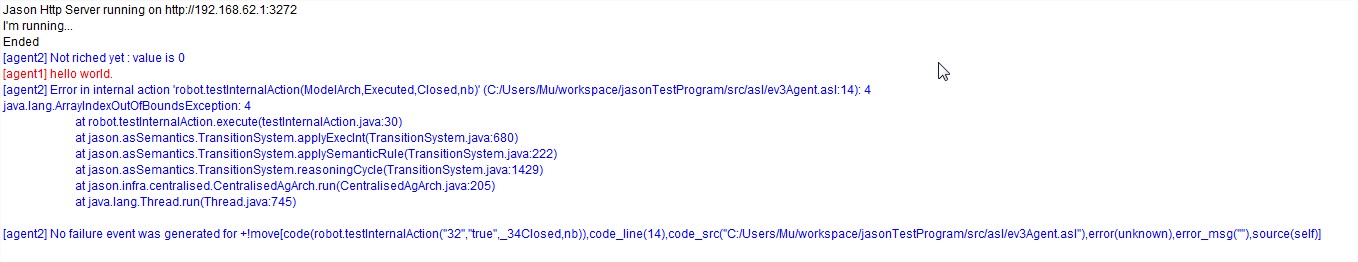 Jason Http Server running on http://192.168.62.1:3272
I'm running...
Ended
[agent2] Not riched yet : value is 0
[agent1] hello world.
[agent2] Error in internal action 'robot.testInternalAction(ModelArch,Executed,Closed,nb)' (C:/Users/Mu/workspace/jasonTestProgram/src/asl/ev3Agent.asl:14): 4
java.lang.ArrayIndexOutOfBoundsException: 4
at robot.testInternalAction.execute(testInternalAction.java:30)
at jason.asSemantics.TransitionSystem.applyExecInt(TransitionSystem.java:680)
at jason.asSemantics.TransitionSystem.applySemanticRule(TransitionSystem.java:222)
at jason.asSemantics.TransitionSystem.reasoningCycle(TransitionSystem.java:1429)
at jason.infra.centralised.CentralisedAgArch.run(CentralisedAgArch.java:205)
at java.lang.Thread.run(Thread.java:745)
[agent2] No failure event was generated for +!move[code(robot.testInternalAction("32","true",_34Closed,nb)),code_line(14),code_src("C:/Users/Mu/workspace/jasonTestProgram/src/asl/ev3Agent.asl"),error(unknown),error_msg(""),source(self)]